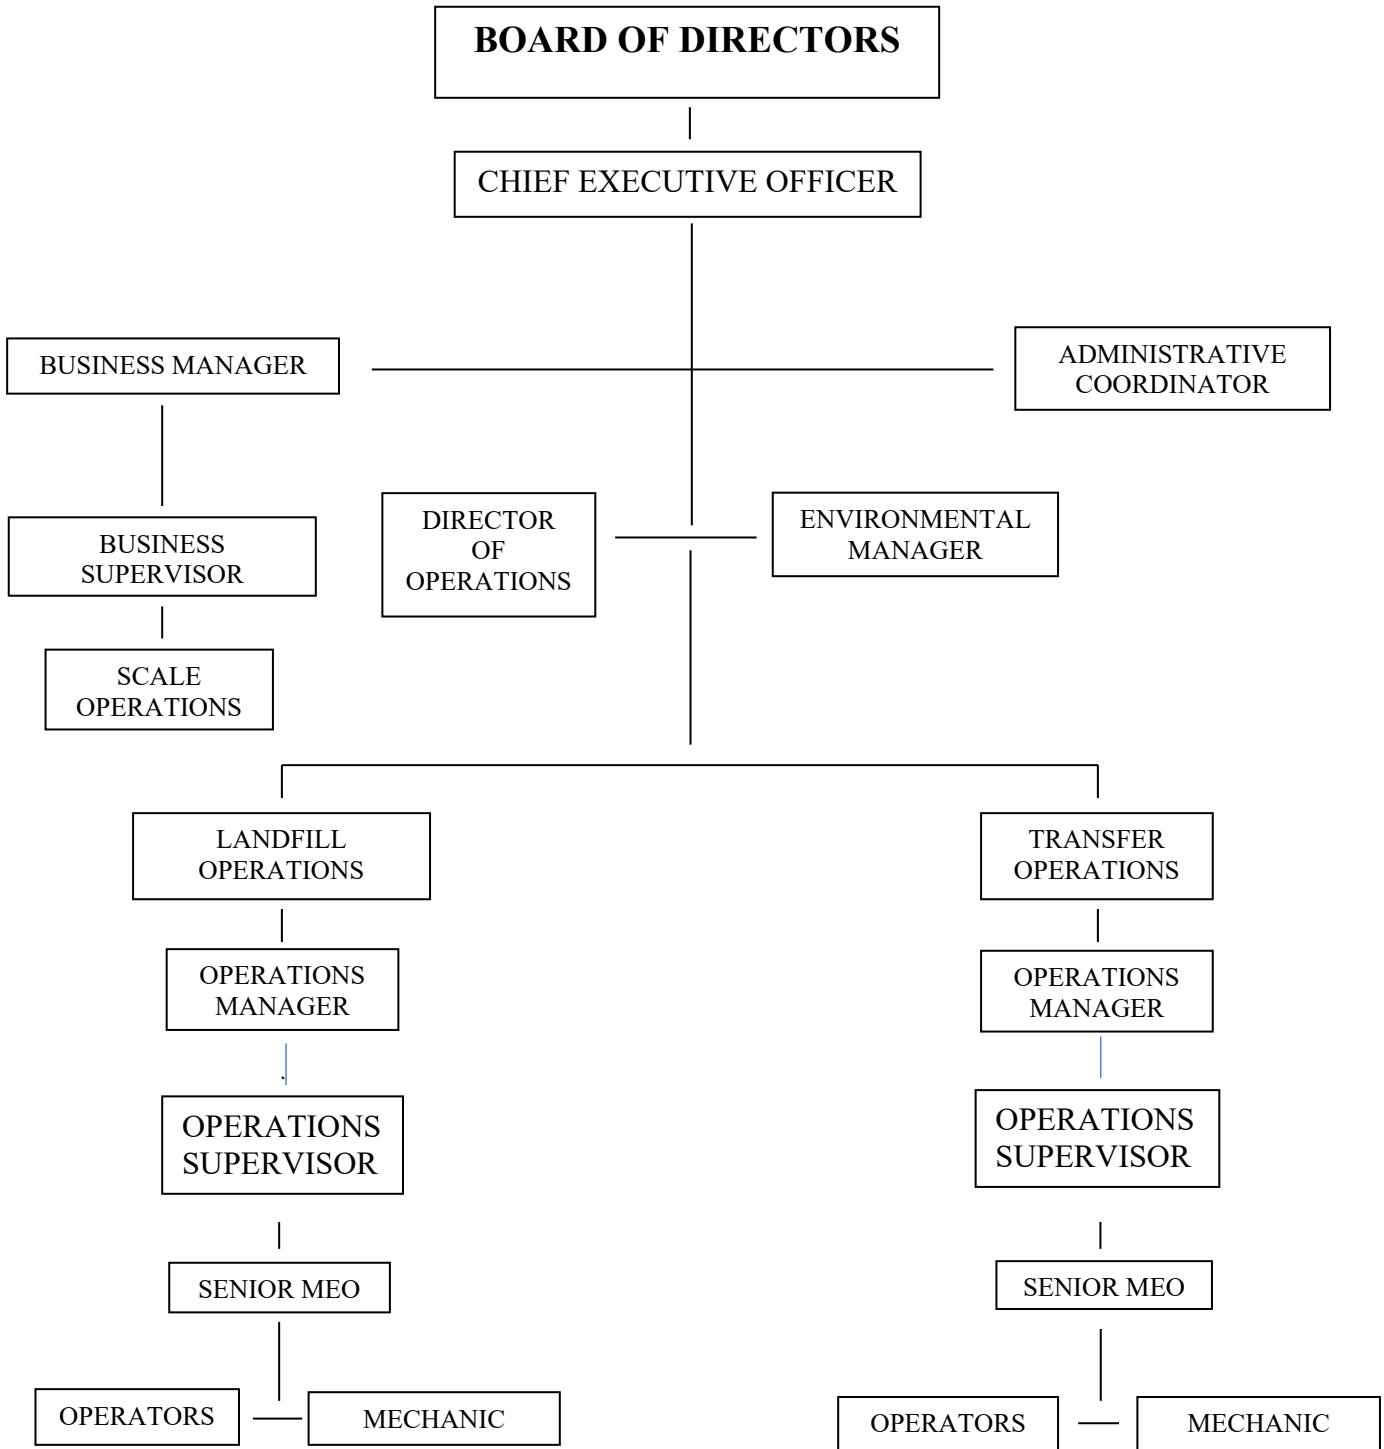 BOARD OF DIRECTORS
CHIEF EXECUTIVE OFFICER
BUSINESS MANAGER
ADMINISTRATIVE
COORDINATOR
DIRECTOR
OF
OPERATIONS
ENVIRONMENTAL
MANAGER
BUSINESS
SUPERVISOR
SCALE
OPERATIONS
LANDFILL
OPERATIONS
TRANSFER
OPERATIONS
OPERATIONS
MANAGER
OPERATIONS
MANAGER
OPERATIONS
SUPERVISOR
OPERATIONS
SUPERVISOR
SENIOR MEO
SENIOR MEO
OPERATORS
MECHANIC
OPERATORS
MECHANIC